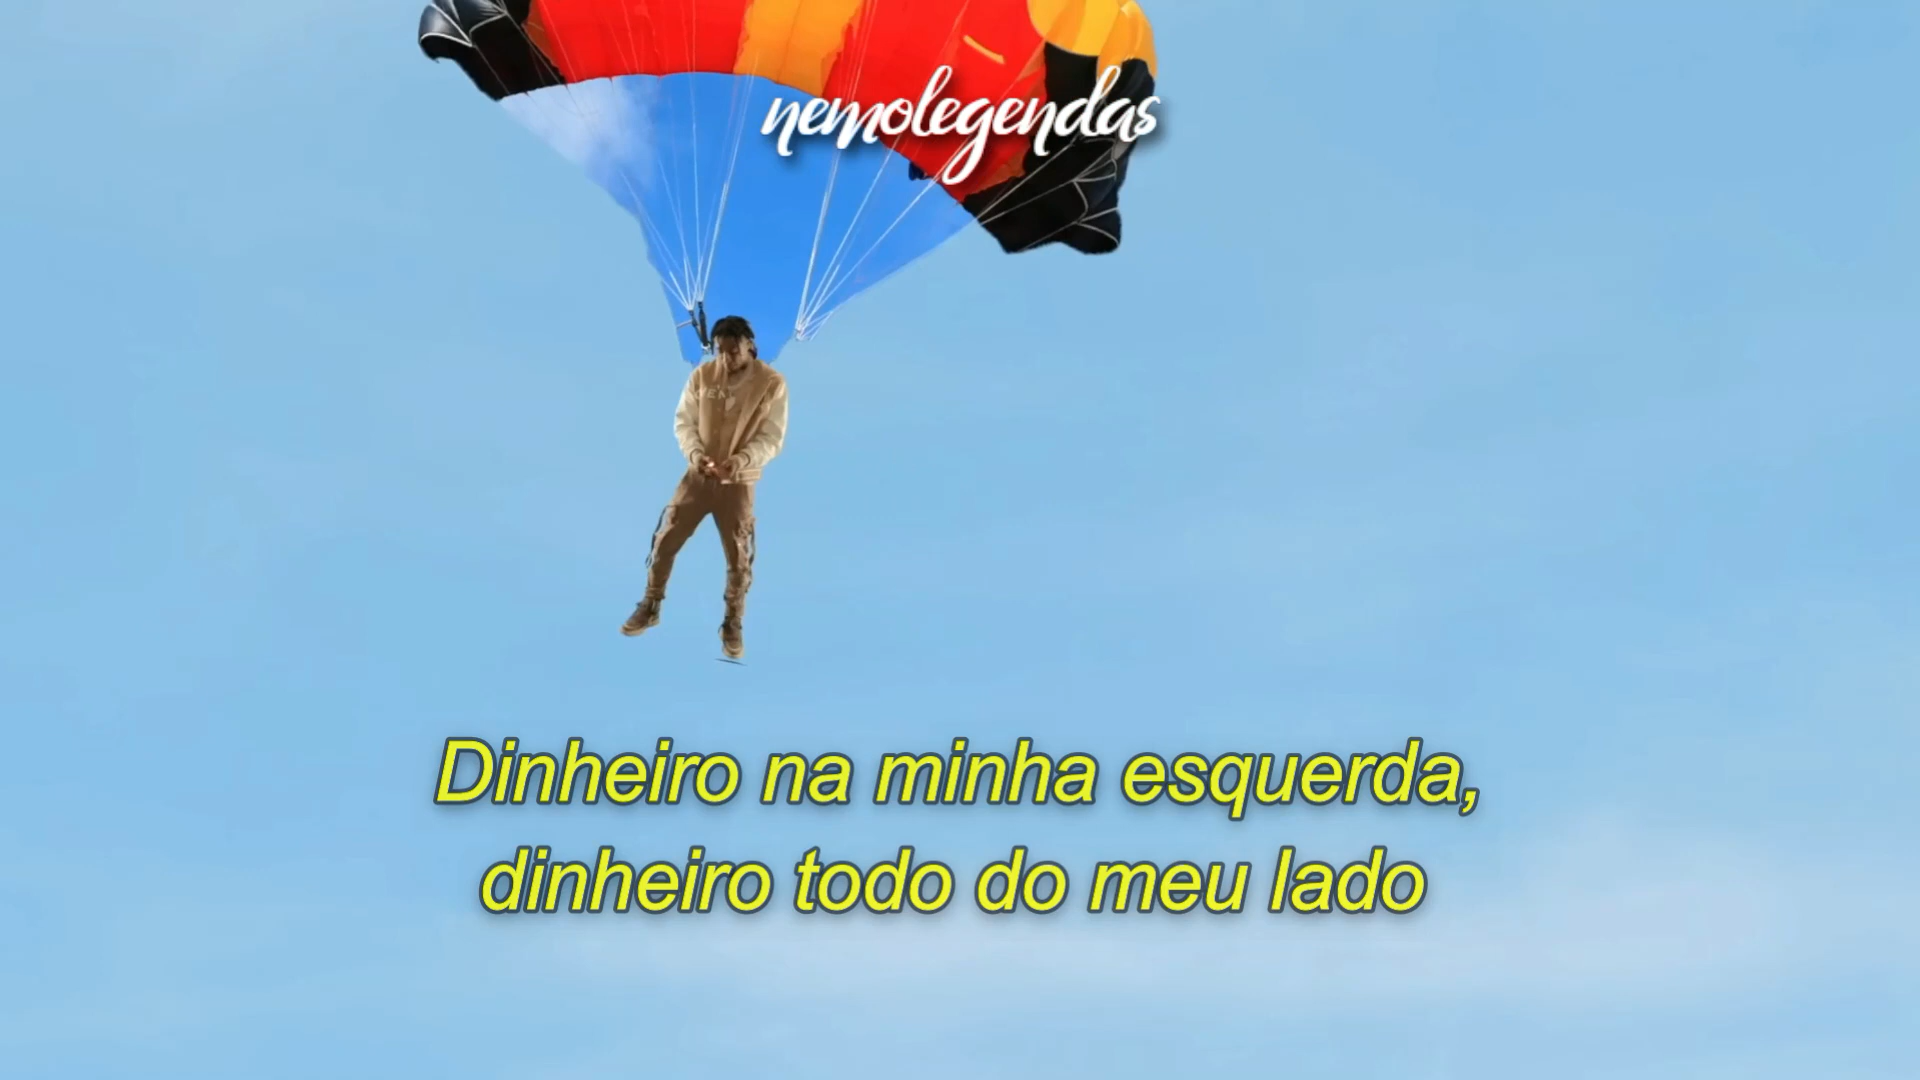 nemolegendas
Dinheiro na minha esquerda,
dinheiro todo do meu lado